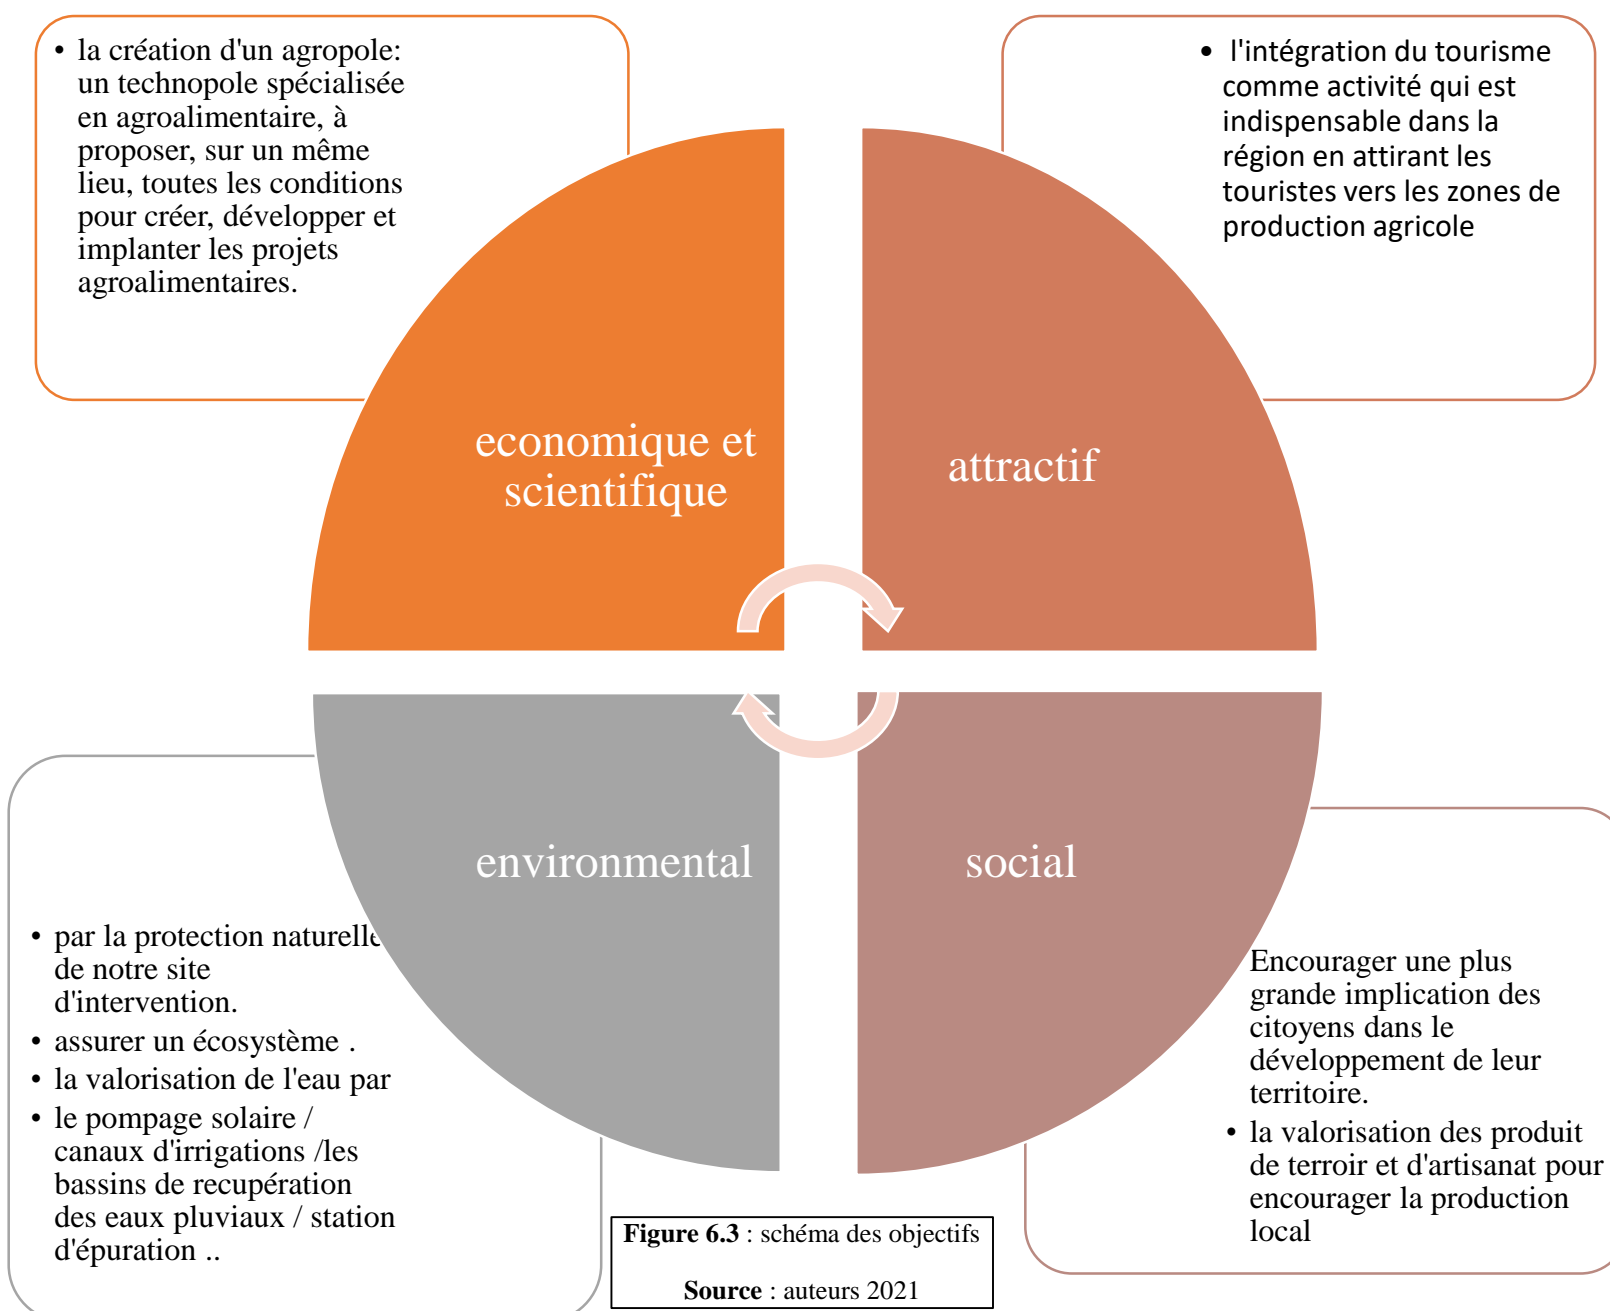 • la création d'un agropole:
un technopole spécialisée
en agroalimentaire, à
proposer, sur un même
lieu, toutes les conditions
pour créer, développer et
implanter les projets
agroalimentaires.
• l'intégration du tourisme
comme activité qui est
indispensable dans la
région en attirant les
touristes vers les zones de
production agricole
economique et
scientifique
attractif
environmental
social
• par la protection naturelle
de notre site
d'intervention.
• assurer un écosystème .
• la valorisation de l'eau par
• le pompage solaire /
canaux d'irrigations /les
bassins de recupération
des eaux pluviaux / station
d'épuration ..
Encourager une plus
grande implication des
citoyens dans le
développement de leur
territoire.
• la valorisation des produit
de terroir et d'artisanat pour
encourager la production
local
Figure 6.3 : schéma des objectifs
Source : auteurs 2021